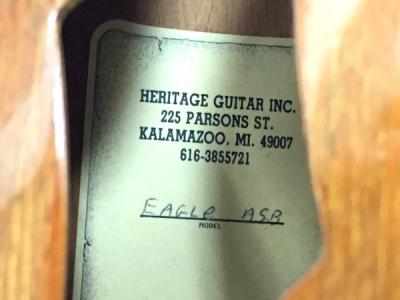 HERITAGE GUITAR INC.
225 PARSONS ST.
KALAMAZOO, MI. 49007
616-3855721
EAGLE ASB
MODEL